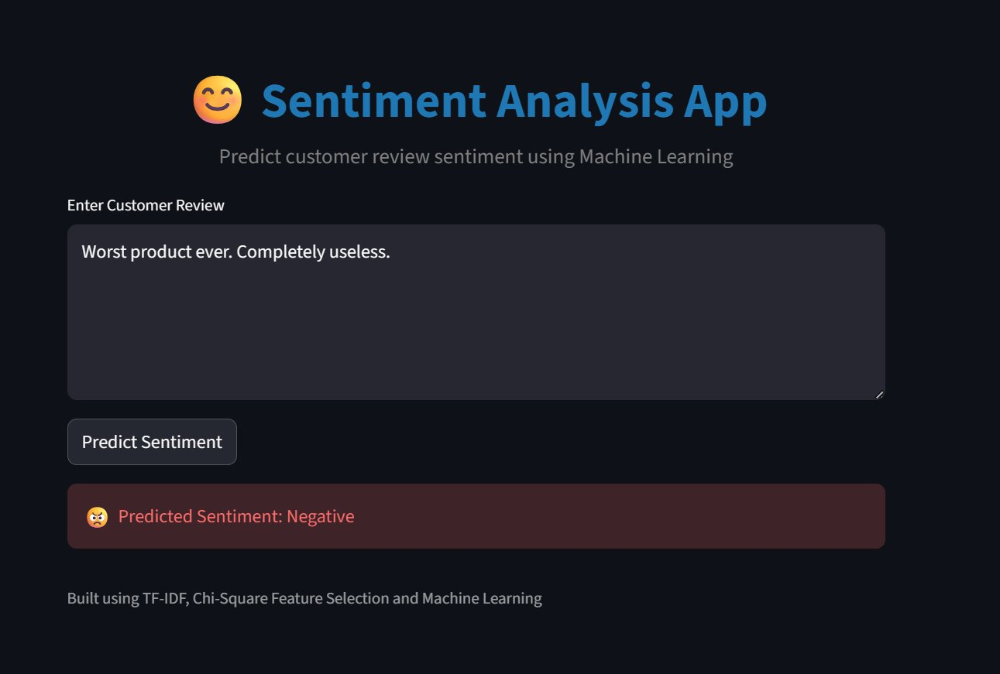 😊 Sentiment Analysis App
Predict customer review sentiment using Machine Learning
Enter Customer Review
Worst product ever. Completely useless.
Predict Sentiment
😡 Predicted Sentiment: Negative
Built using TF-IDF, Chi-Square Feature Selection and Machine Learning